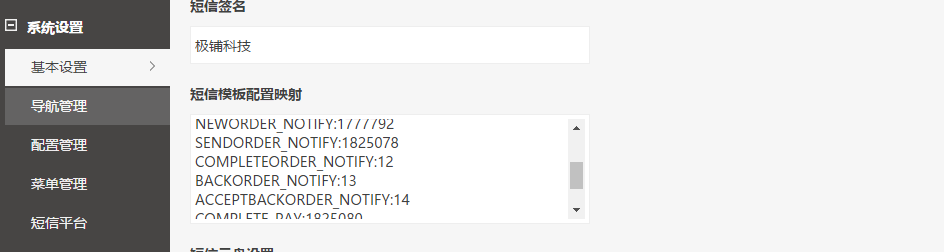 短信签名
系统设置
极铺科技
基本设置
短信模板配置映射
导航管理
NEWORDER_NOTIFY:1777792
SENDORDER_NOTIFY:1825078
配置管理
COMPLETEORDER_NOTIFY:12
BACKORDER_NOTIFY:13
菜单管理
ACCEPTBACKORDER_NOTIFY:14
COMPLETE_PAY:1825080
短信平台